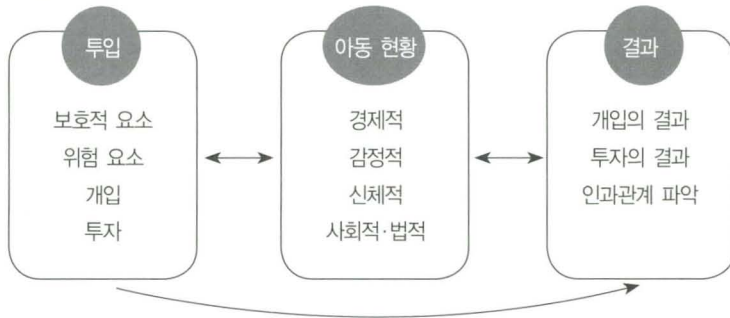 투입
보호적 요소
위험 요소
개입
투자
아동 현황
경제적
감정적
신체적
사회적·법적
결과
개입의 결과
투자의 결과
인과관계 파악